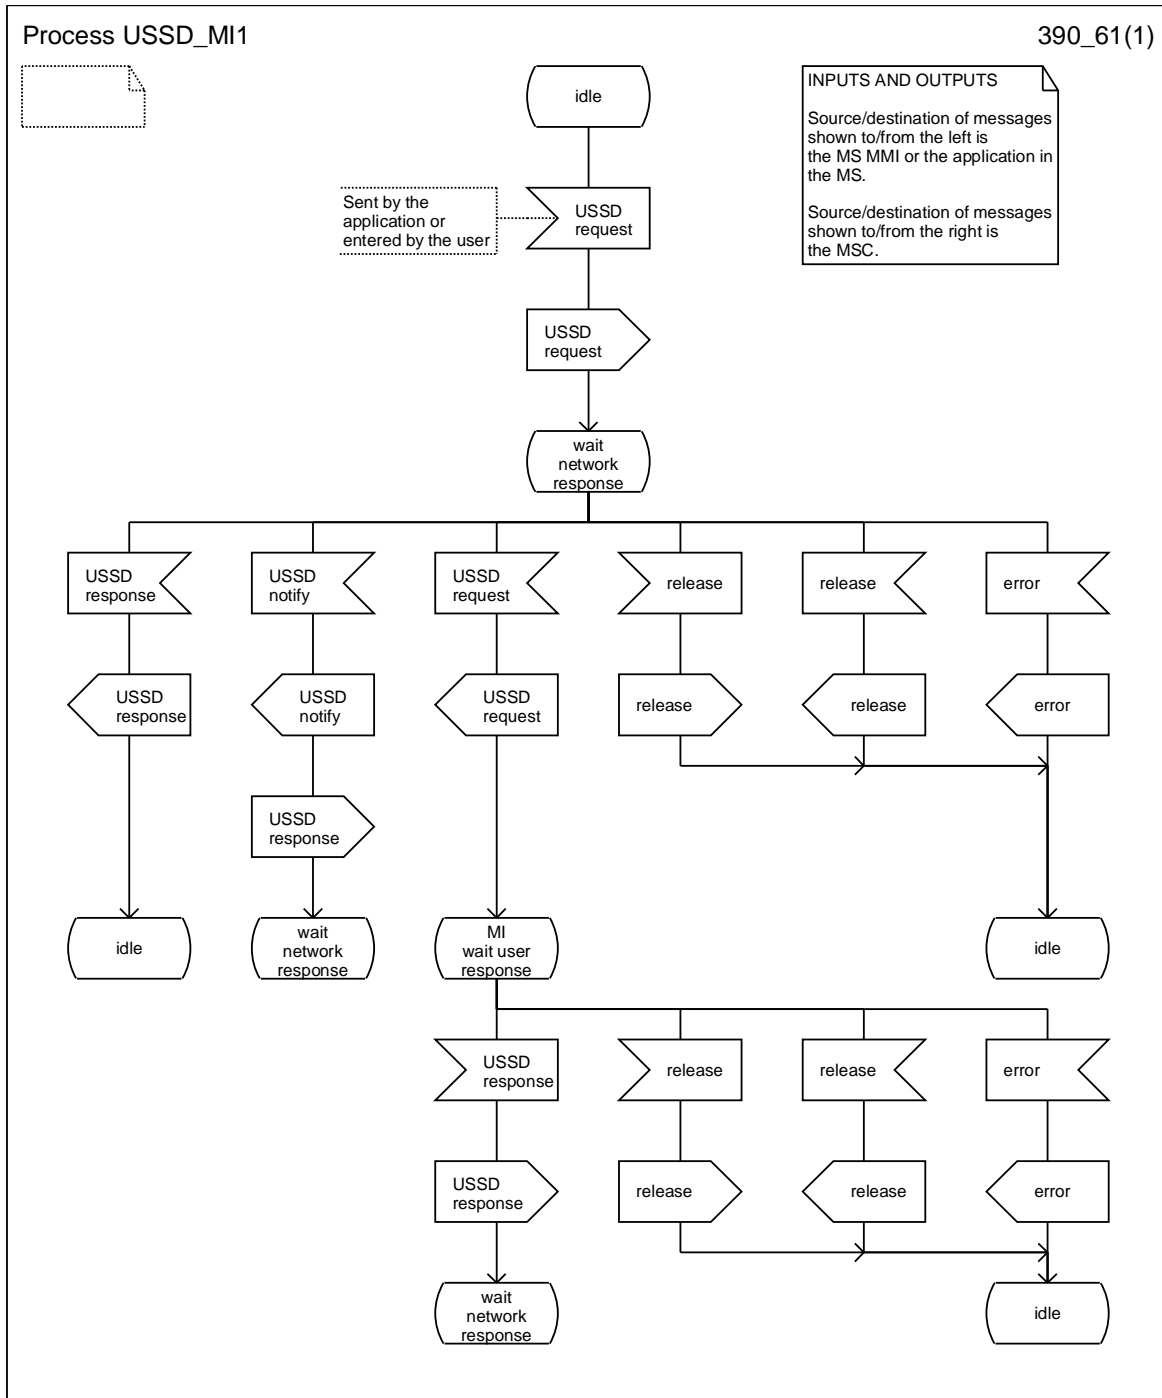 Process USSD_MI1
390_61(1)
idle
INPUTS AND OUTPUTS
Source/destination of messages
shown to/from the left is
the MS MMI or the application in
the MS.
Source/destination of messages
shown to/from the right is
the MSC.
Sent by the
application or
entered by the user
USSD
request
USSD
request
wait
network
response
USSD
response
USSD
notify
USSD
request
release
release
error
USSD
response
USSD
notify
USSD
request
release
release
error
USSD
response
idle
wait
network
response
MI
wait user
response
idle
USSD
response
release
release
error
USSD
response
release
release
error
wait
network
response
idle